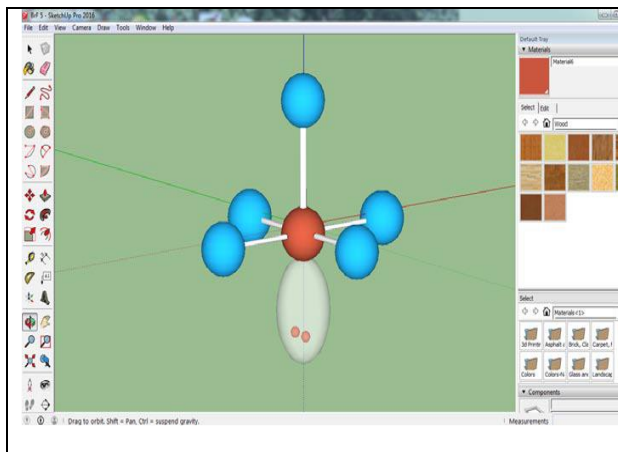 BrF 5 - SketchUp Pro 2016
File Edit View Camera Draw Tools Window Help
Default Tray
Materials
Material6
Select Edit
Wood
Select
Materials<1>
3d Printi Asphalt a Brick, Cla Carpet, F
Colors Colors-N Glass an Landscap
Components
Drag to orbit. Shift = Pan, Ctrl = suspend gravity.
Measurements